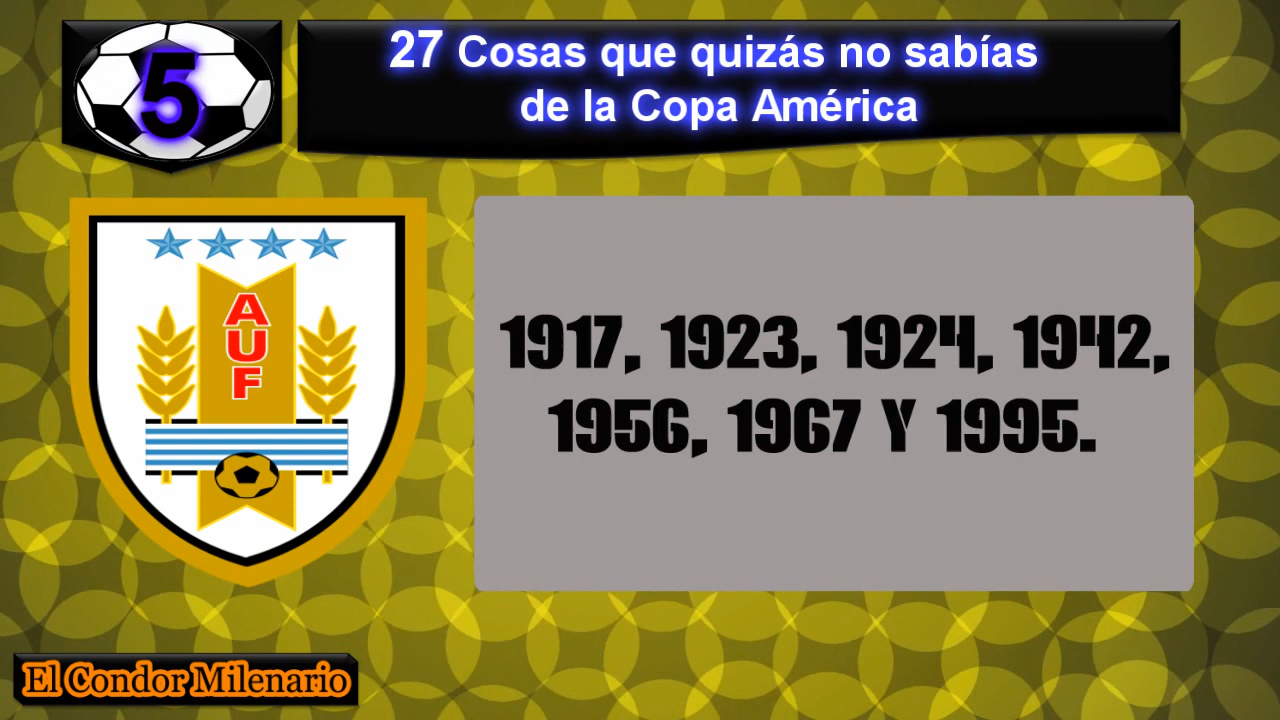 5
27 Cosas que quizás no sabías
de la Copa América
AUF
1917, 1923, 1924, 1942,
1956, 1967 Y 1995.
El Condor Milenario